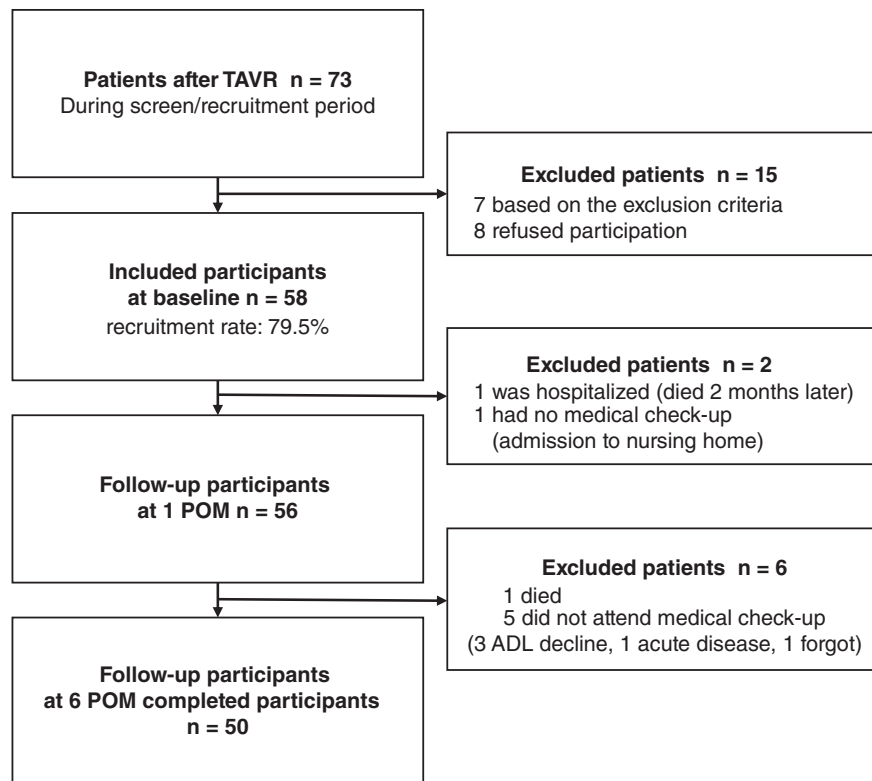 Patients after TAVR n = 73
During screen/recruitment period
Excluded patients n = 15
7 based on the exclusion criteria
8 refused participation
Included participants
at baseline n = 58
recruitment rate: 79.5%
Excluded patients n = 2
1 was hospitalized (died 2 months later)
1 had no medical check-up
(admission to nursing home)
Follow-up participants
at 1 POM n = 56
Excluded patients n = 6
1 died
5 did not attend medical check-up
(3 ADL decline, 1 acute disease, 1 forgot)
Follow-up participants
at 6 POM completed participants
n = 50